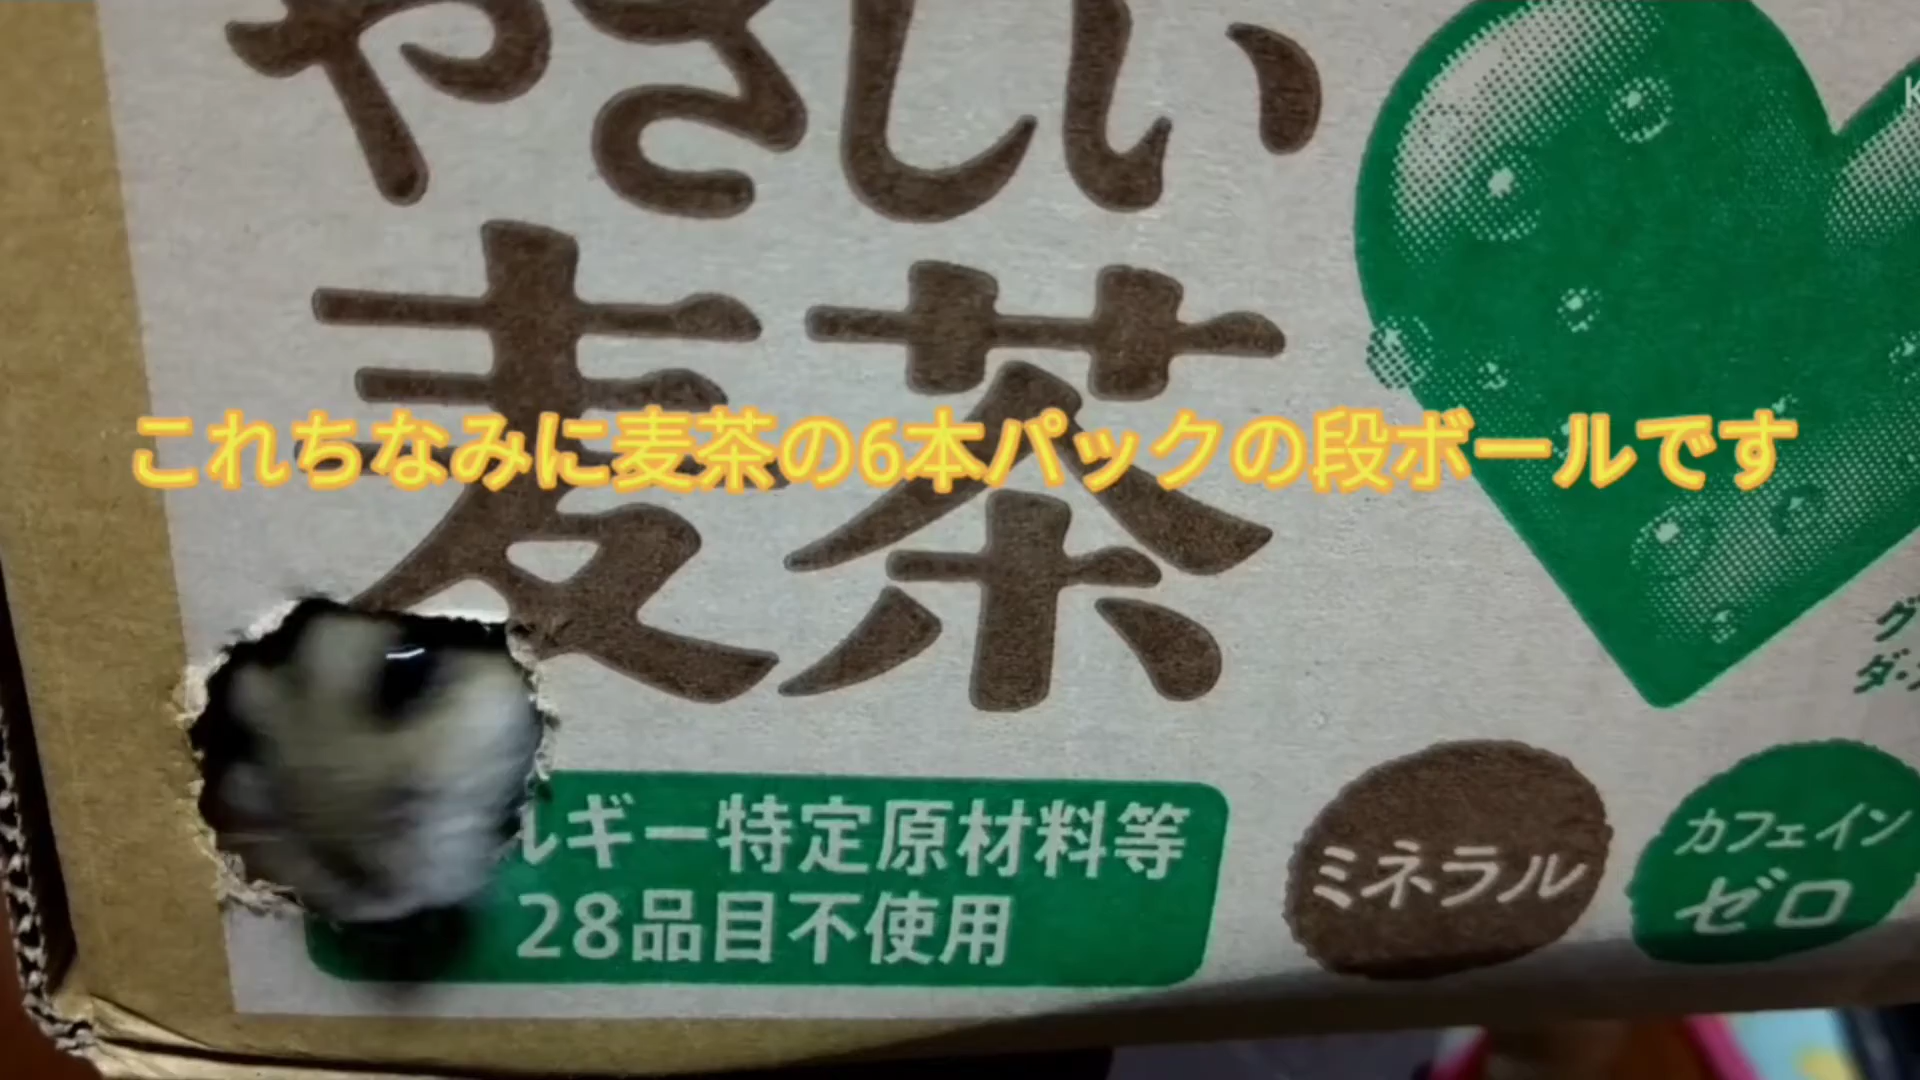 やさしい
麦茶
これちなみに麦茶の6本パックの段ボールです
ルギー特定原材料等
28品目不使用
ミネラル
カフェイン
ゼロ